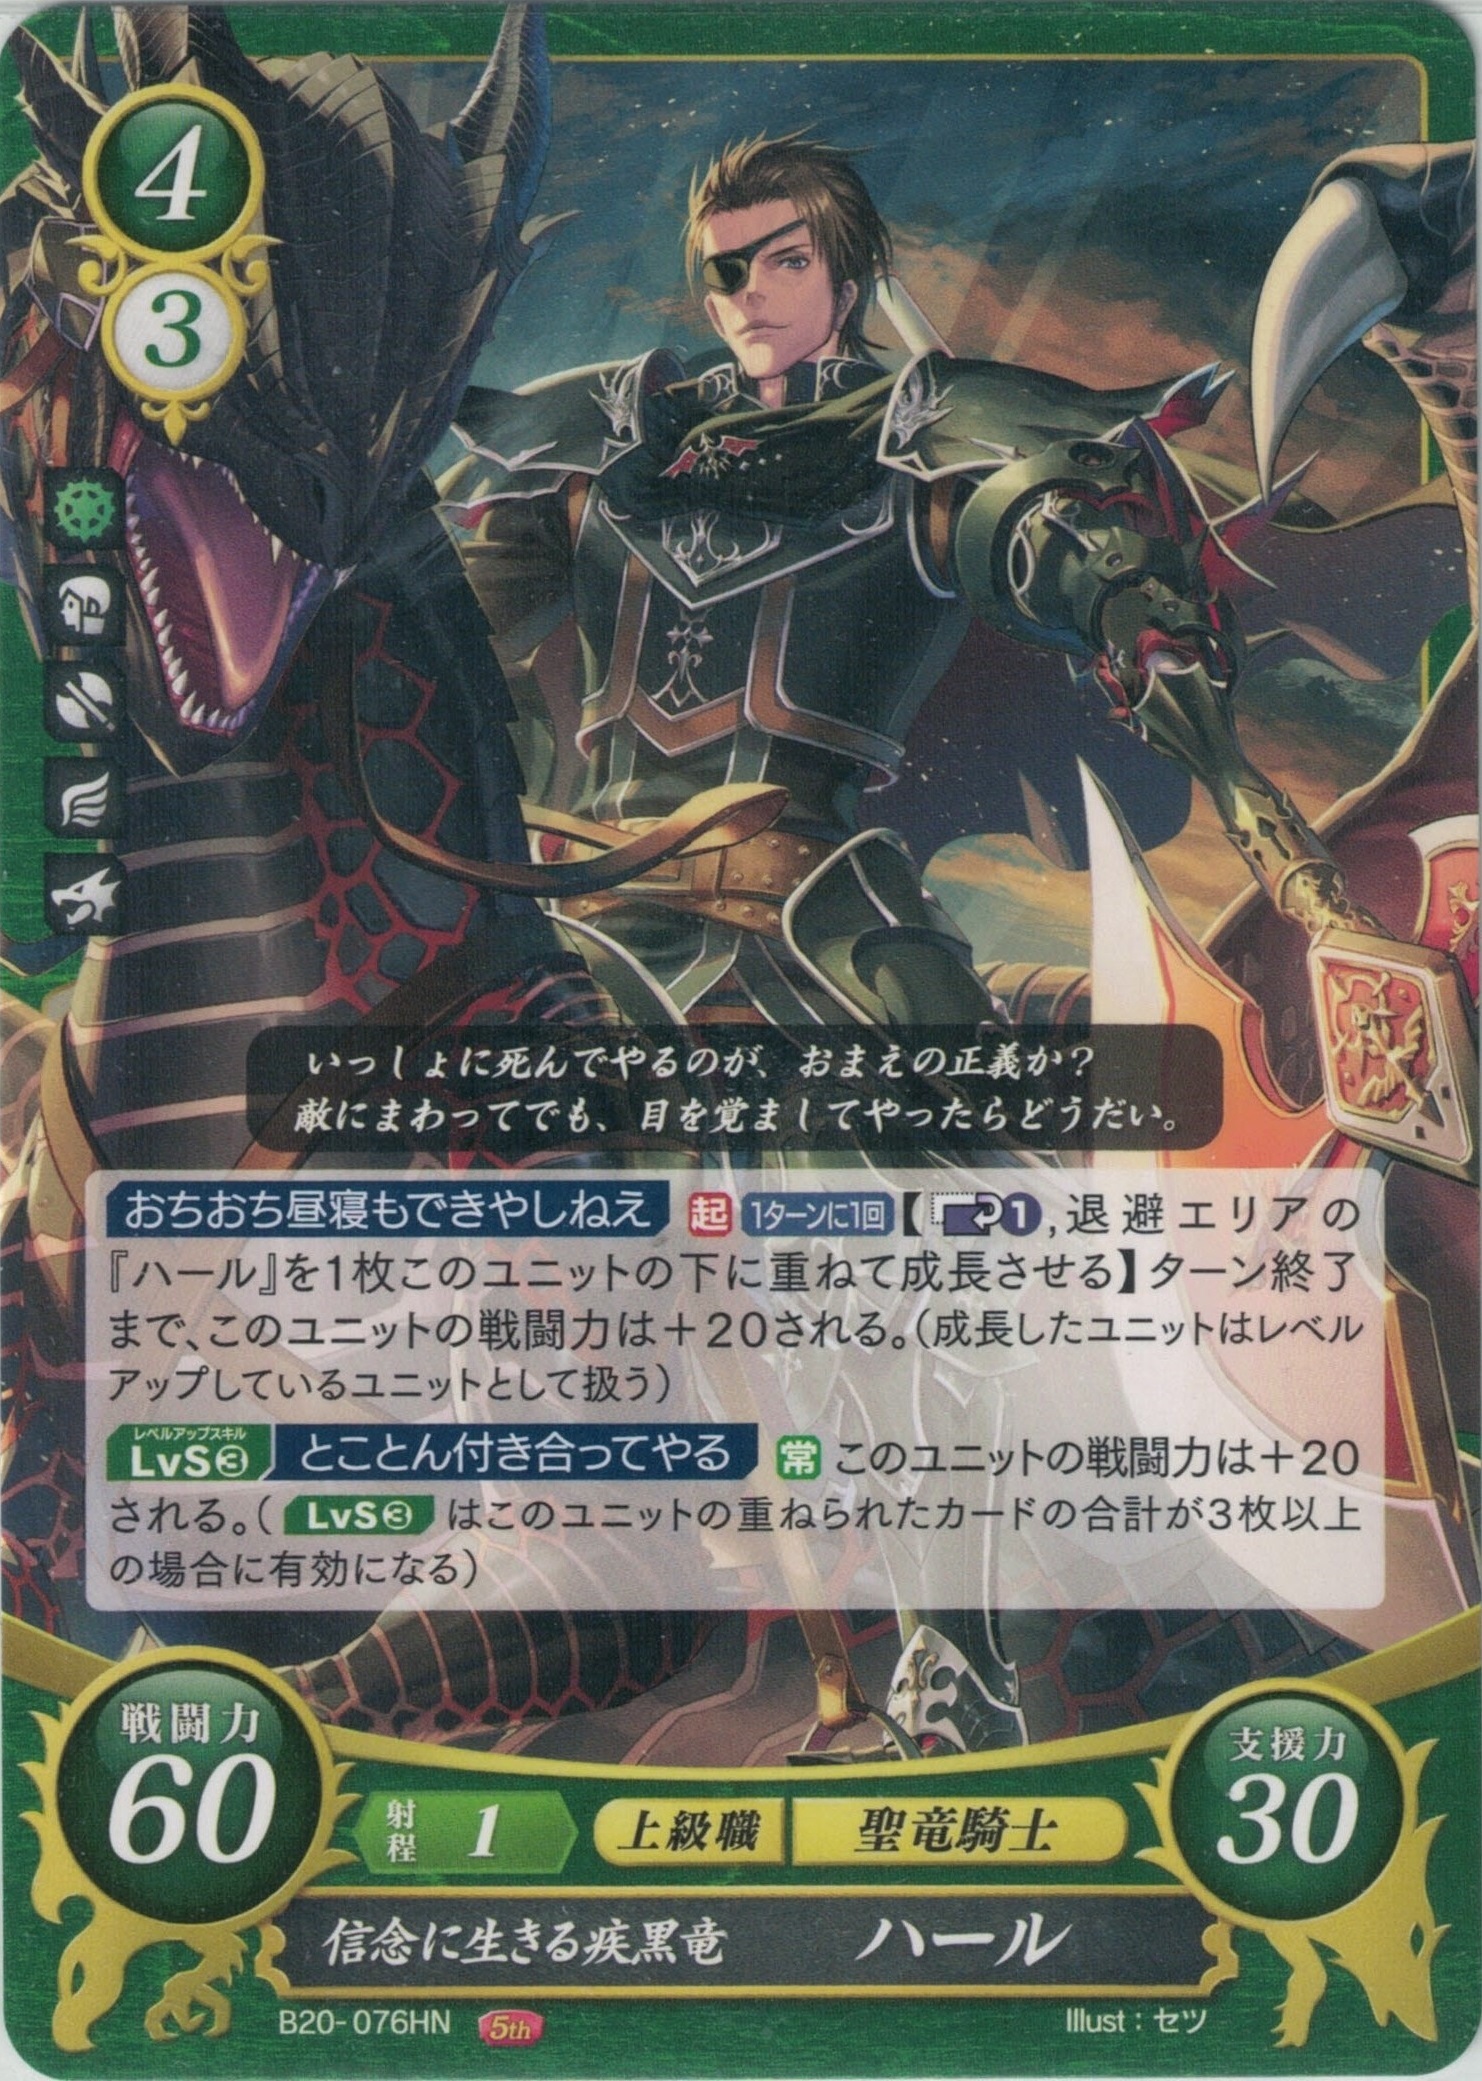 4
3
いっしょに死んでやるのが、おまえの正義か?
敵にまわってでも、目を覚ましてやったらどうだい。
おちおち昼寝もできやしねえ 起 1ターンに1回【1,退避エリアの
『ハール』を1枚このユニットの下に重ねて成長させる】ターン終了
まで、このユニットの戦闘力は＋20される。(成長したユニットはレベル
アップしているユニットとして扱う)
レベルアップスキル
LvS3 とことん付き合ってやる 常 このユニットの戦闘力は＋20
される。( LvS3 はこのユニットの重ねられたカードの合計が3枚以上
の場合に有効になる)
戦闘力
60
射程 1
上級職 聖竜騎士
支援力
30
信念に生きる疾黒竜 ハール
B20-076HN 5th Illust：セツ